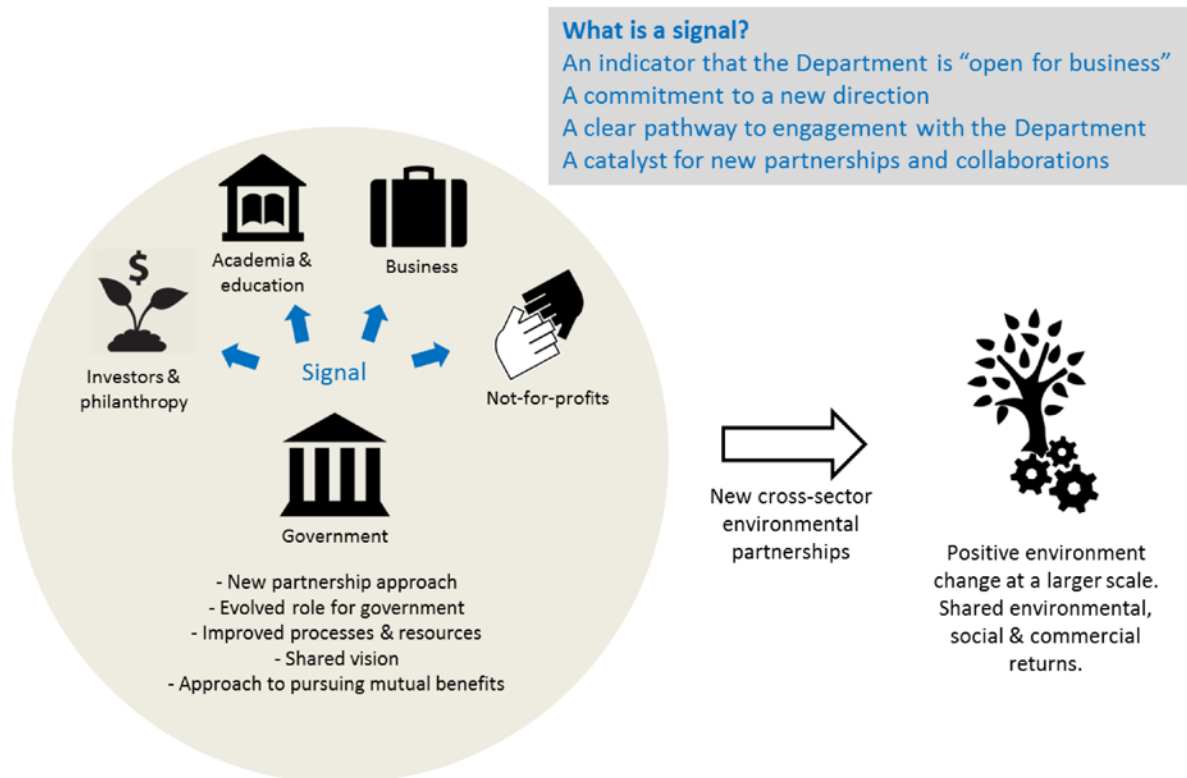 What is a signal?
An indicator that the Department is “open for business”
A commitment to a new direction
A clear pathway to engagement with the Department
A catalyst for new partnerships and collaborations
$
Academia &
education
Business
Investors &
philanthropy
Signal
Not-for-profits
Government
- New partnership approach
- Evolved role for government
- Improved processes & resources
- Shared vision
- Approach to pursuing mutual benefits
New cross-sector
environmental
partnerships
Positive environment
change at a larger scale.
Shared environmental,
social & commercial
returns.